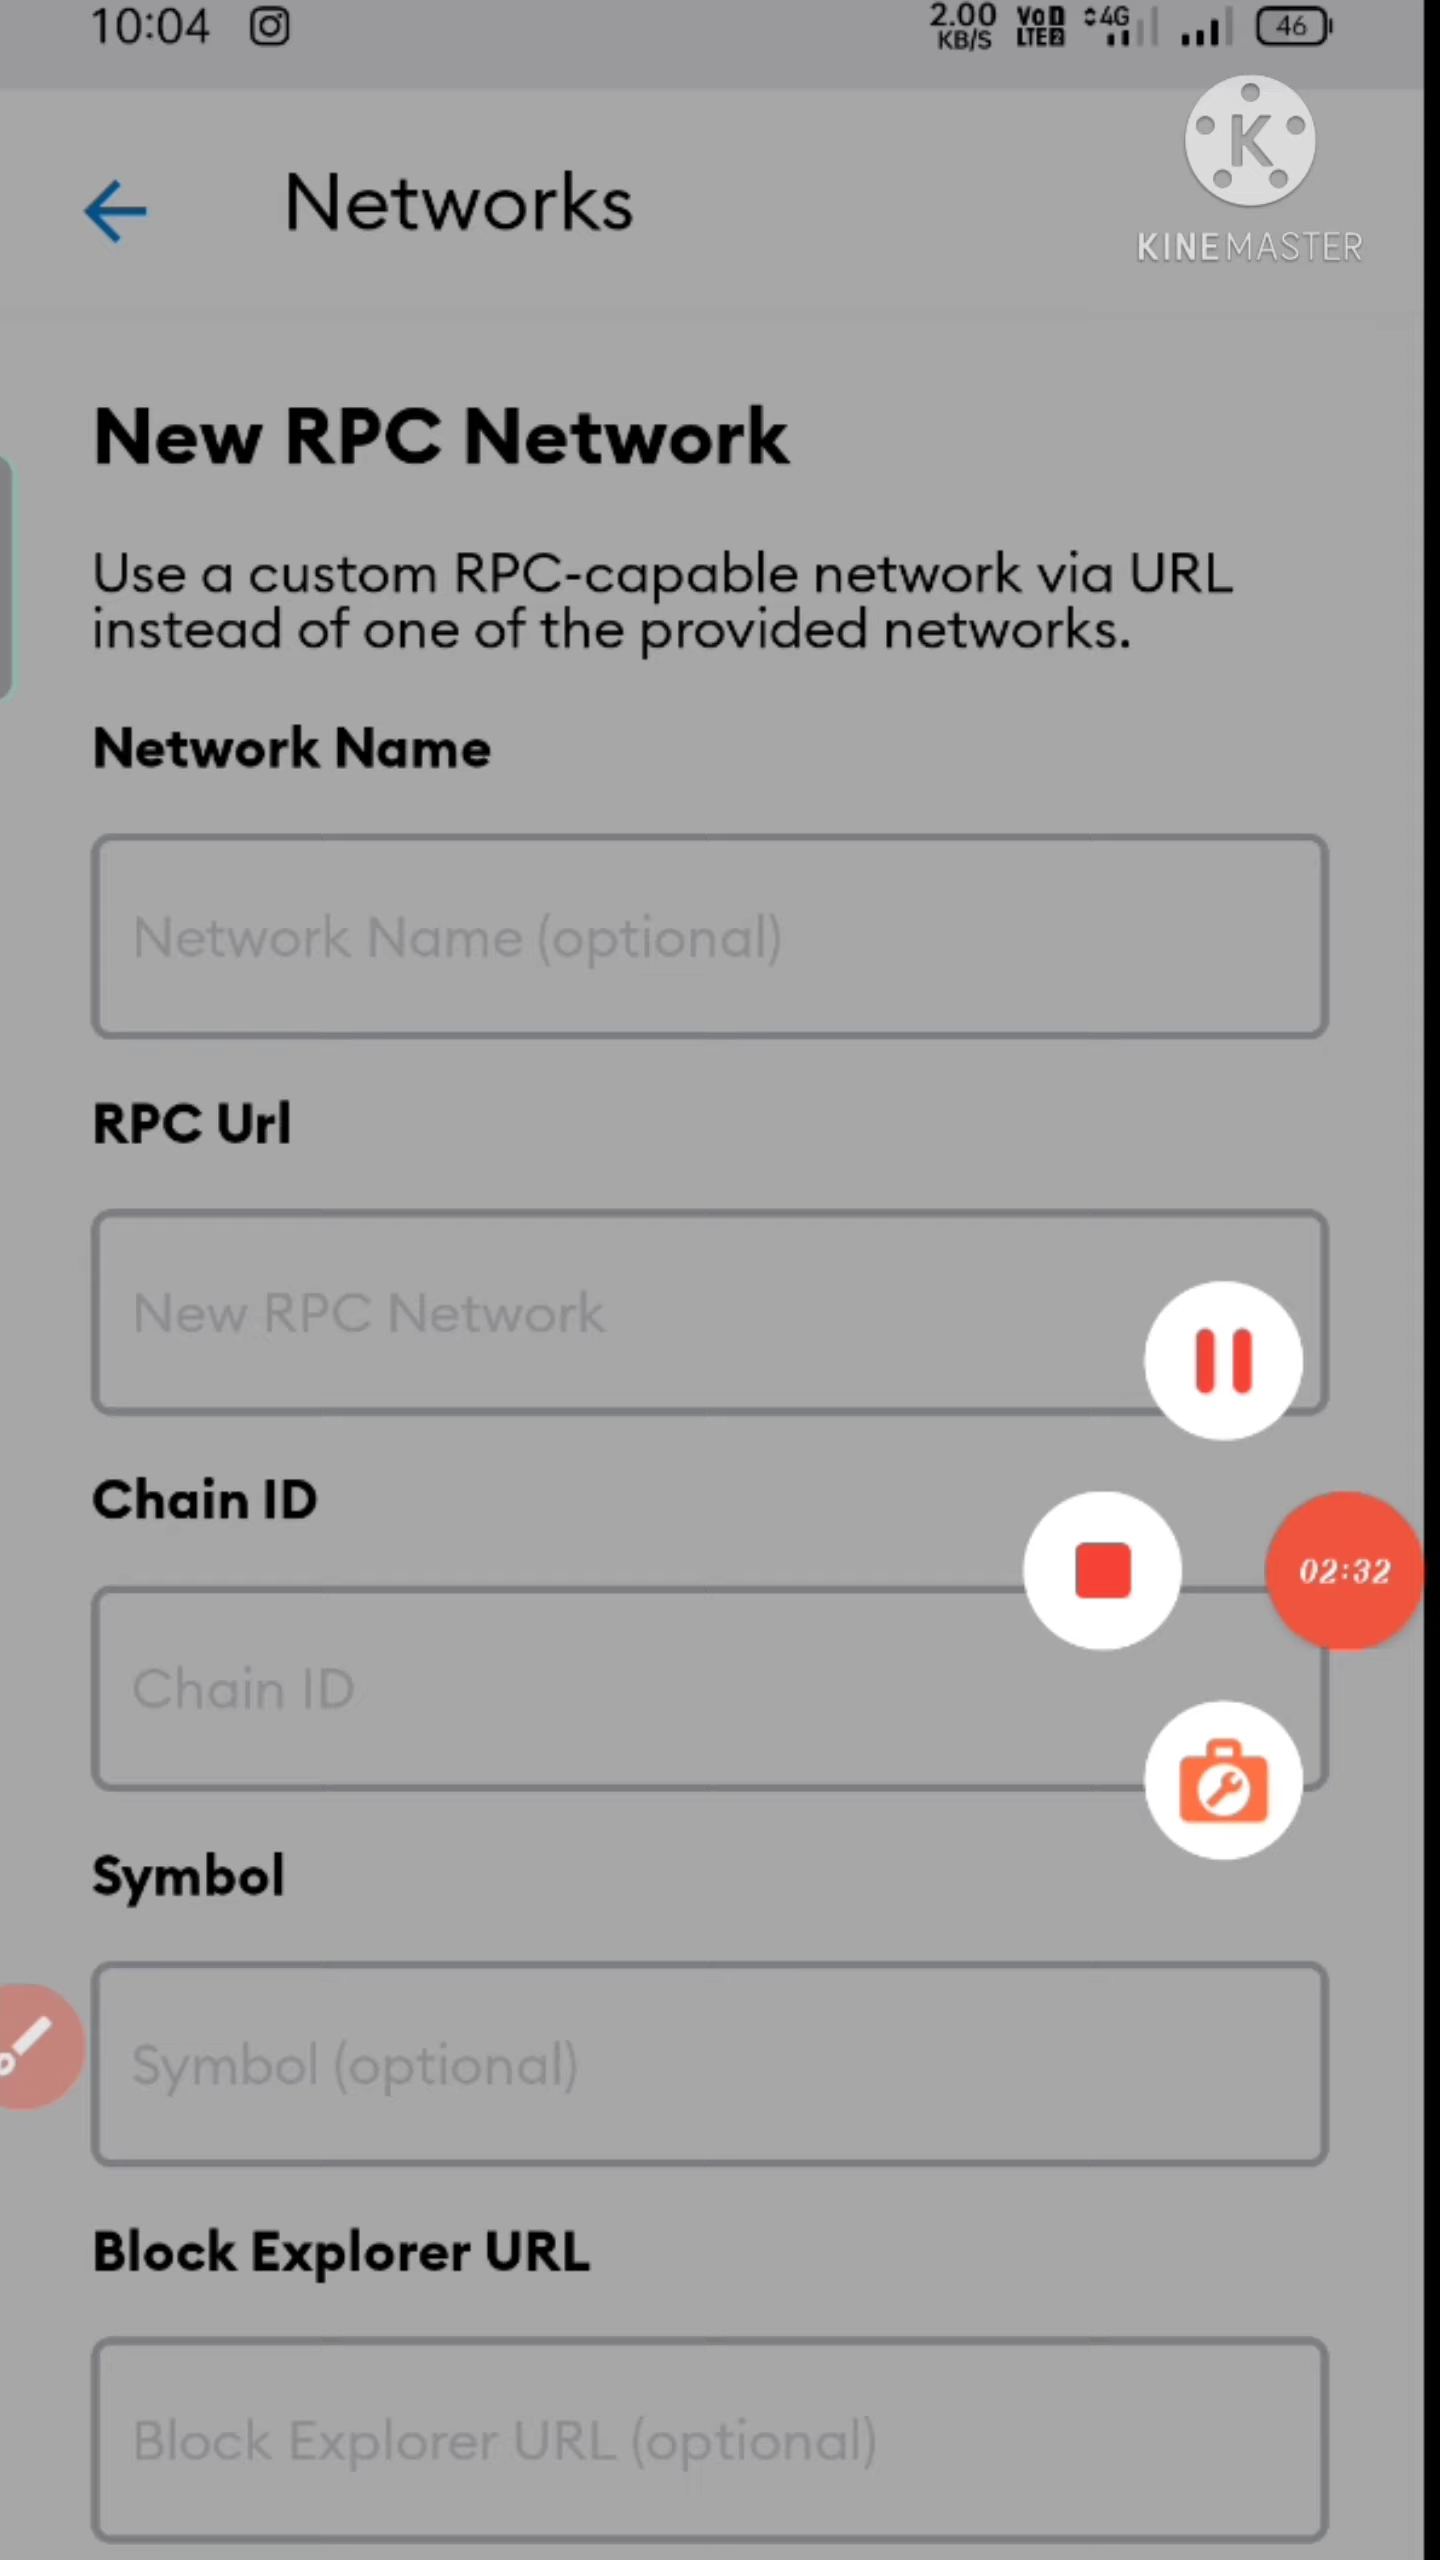 10:04
2.00 KB/S
VoD LTE2
4G
46
K
KINEMASTER
Networks
New RPC Network
Use a custom RPC-capable network via URL
instead of one of the provided networks.
Network Name
Network Name (optional)
RPC Url
New RPC Network
Chain ID
02:32
Chain ID
Symbol
Symbol (optional)
Block Explorer URL
Block Explorer URL (optional)